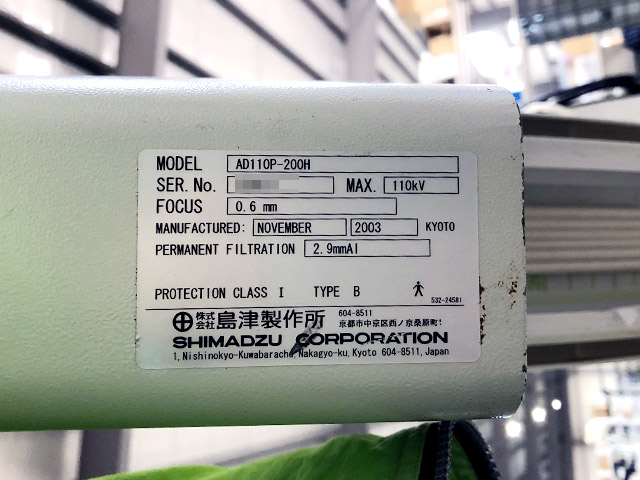 MODEL AD110P-200H
SER. No. MAX. 110kV
FOCUS 0.6 mm
MANUFACTURED: NOVEMBER 2003 KYOTO
PERMANENT FILTRATION 2.9mmAl
PROTECTION CLASS I TYPE B
532-24581
株式会社 島津製作所 604-8511
京都市中京区西ノ京桑原町1
SHIMADZU CORPORATION
1, Nishinokyo-Kuwabaracho, Nakagyo-ku, Kyoto 604-8511, Japan